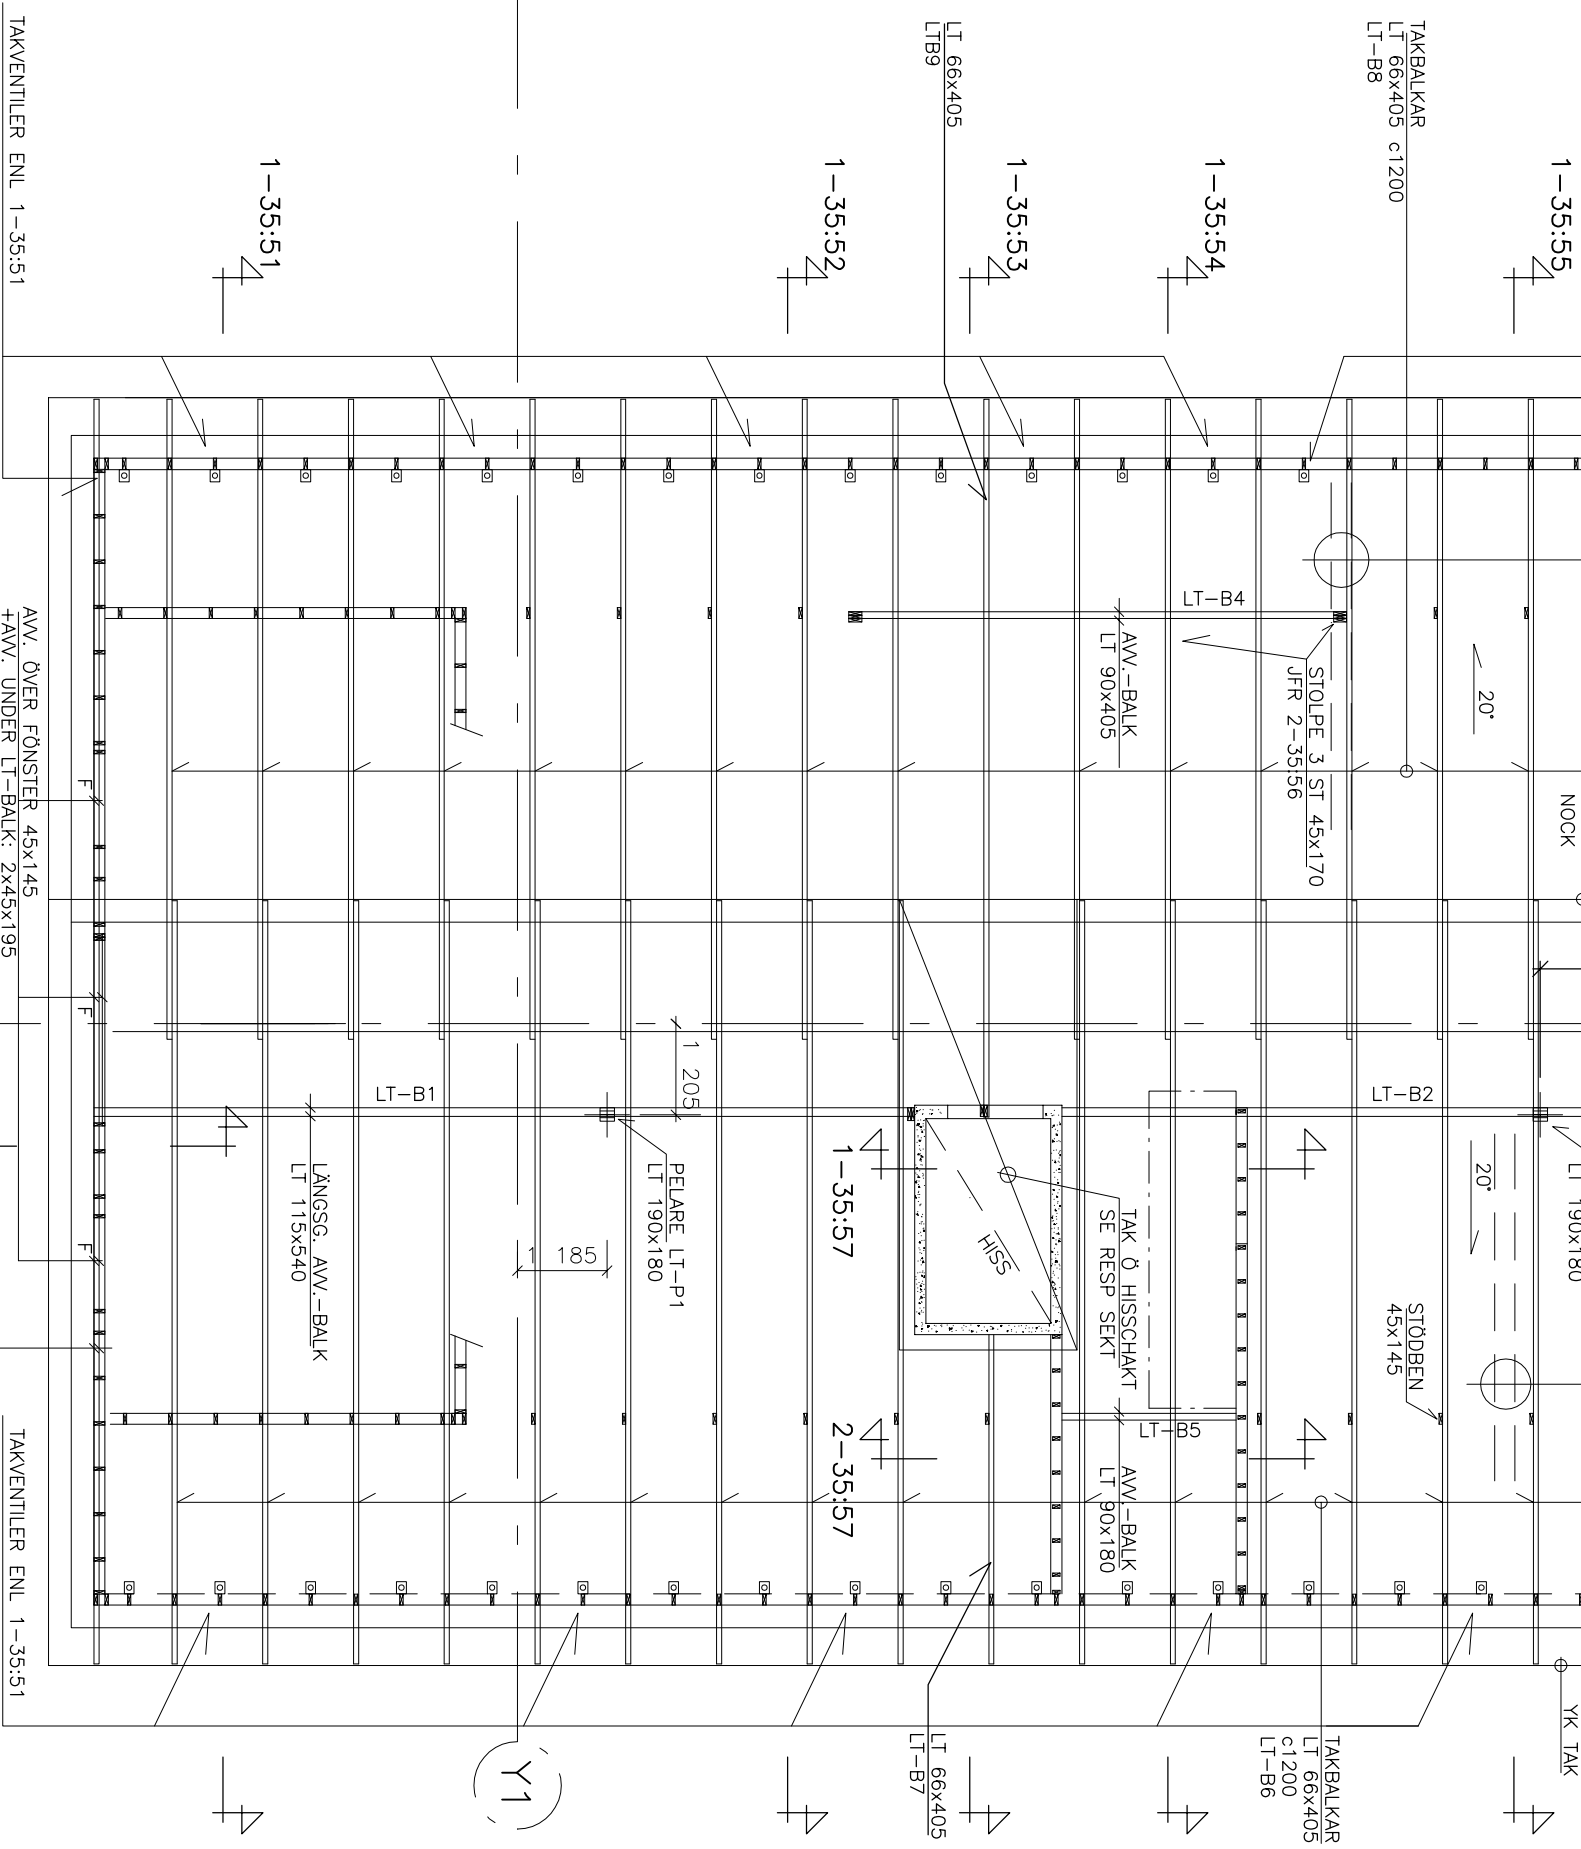 TAKBALKAR
LT 66x405 c1200
LT-B8
LT 66x405
LTB9
TAKVENTILER ENL 1-35:51
1-35:51
1-35:52
1-35:53
1-35:54
1-35:55
LT-B4
AVV.-BALK
LT 90x405
STOLPE 3 ST 45x170
JFR 2-35:56
20°
NOCK
F
F
F
AVV. ÖVER FÖNSTER 45x145
+AVV. UNDER LT-BALK: 2x45x195
1 205
LT-B1
LT-B2
LÄNGSG. AVV.-BALK
LT 115x540
1 185
PELARE LT-P1
LT 190x180
1-35:57
HISS
TAK Ö HISSCHAKT
SE RESP SEKT
20°
LT 190x180
STÖDBEN
45x145
LT-B5
AVV.-BALK
LT 90x180
2-35:57
TAKVENTILER ENL 1-35:51
Y1
LT 66x405
LT-B7
TAKBALKAR
LT 66x405
c1200
LT-B6
YK TAK